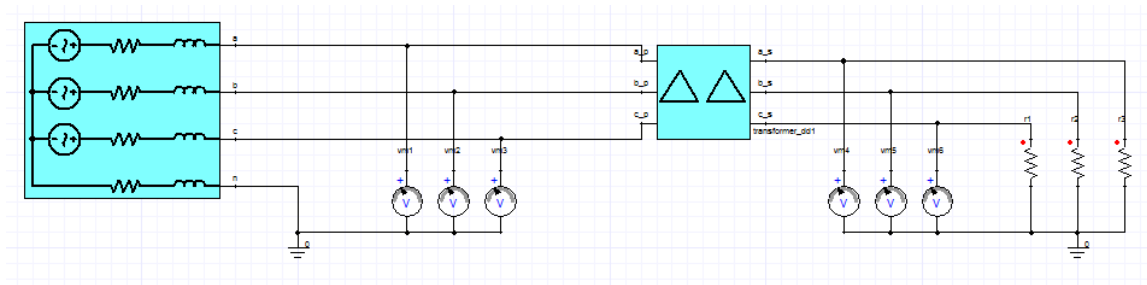 a
a_p
a_s
b
b_p
b_s
c
c_p
c_s
transformer_dd1
r1
r2
r3
vm1
vm2
vm3
vm4
vm5
vm6
n
+
+
+
+
+
+
V
V
V
V
V
V
0
0